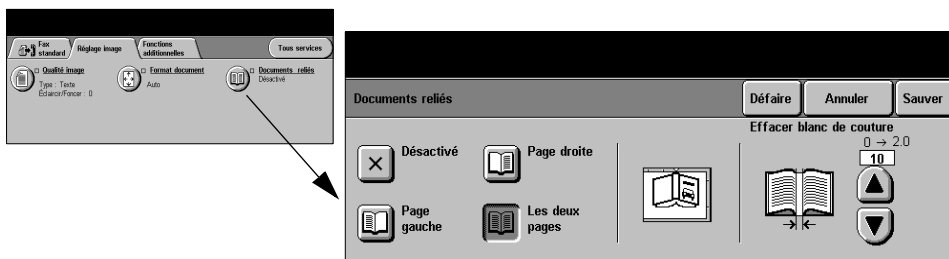 Fax
standard
Réglage image
Fonctions
additionnelles
Tous services
Qualité image
Type : Texte
Éclaircir/Foncer : 0
Format document
Auto
Documents reliés
Désactivé
Documents reliés
Défaire
Annuler
Sauver
Effacer blanc de couture
0 → 2.0
10
Désactivé
Page droite
Page
gauche
Les deux
pages